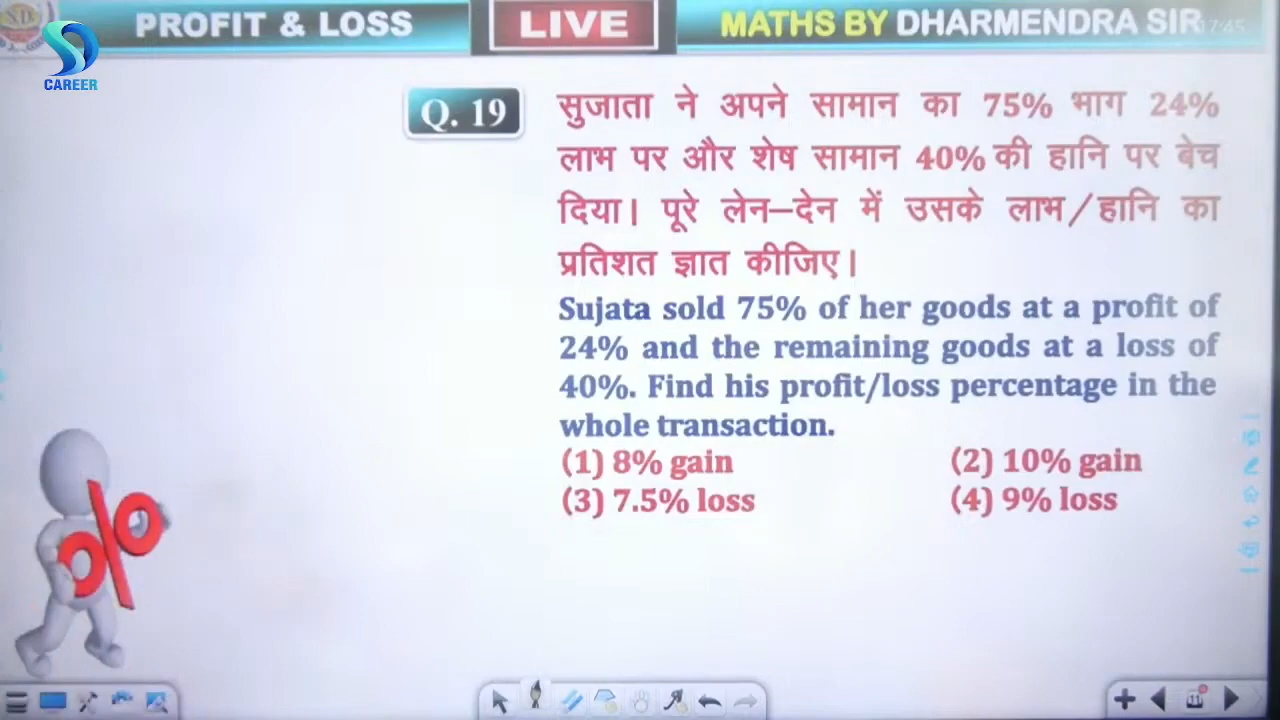 PROFIT & LOSS
LIVE
MATHS BY DHARMENDRA SIR
17:45
CAREER
Q. 19
सुजाता ने अपने सामान का 75% भाग 24%
लाभ पर और शेष सामान 40% की हानि पर बेच
दिया। पूरे लेन–देन में उसके लाभ/हानि का
प्रतिशत ज्ञात कीजिए।
Sujata sold 75% of her goods at a profit of
24% and the remaining goods at a loss of
40%. Find his profit/loss percentage in the
whole transaction.
(1) 8% gain
(2) 10% gain
(3) 7.5% loss
(4) 9% loss
11